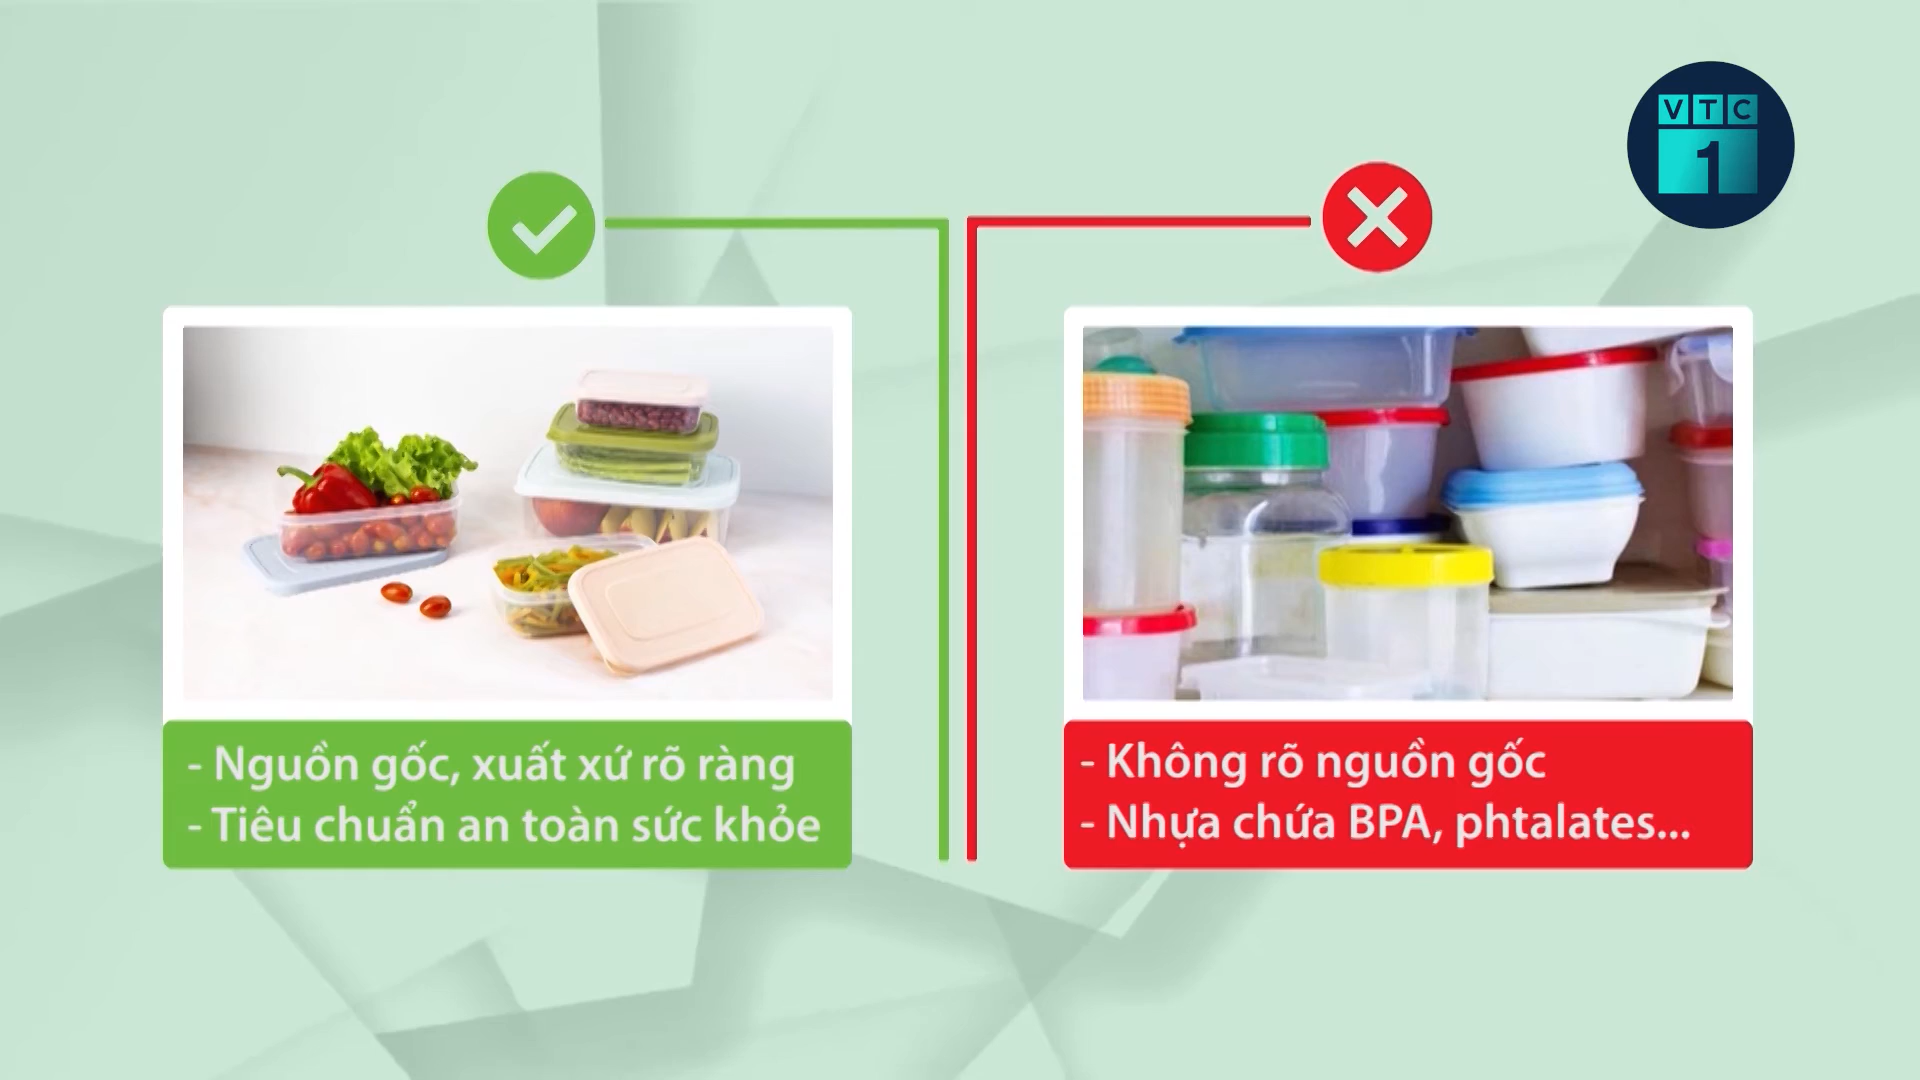 VTC
1
- Nguồn gốc, xuất xứ rõ ràng
- Tiêu chuẩn an toàn sức khỏe
- Không rõ nguồn gốc
- Nhựa chứa BPA, phtalates...